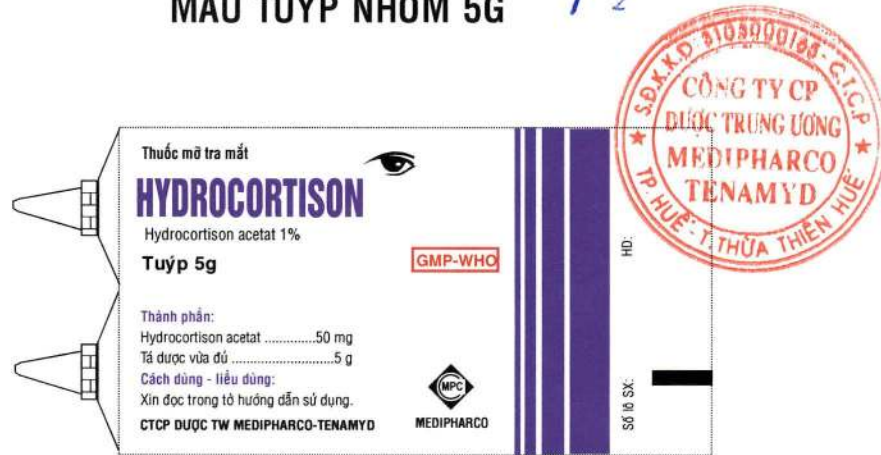 MẪU TUÝP NHÔM 5G
Thuốc mỡ tra mắt
HYDROCORTISON
Hydrocortison acetat 1%
Tuýp 5g
GMP-WHO
Thành phần:
Hydrocortison acetat ..............50 mg
Tá dược vừa đủ ...........................5 g
Cách dùng - liều dùng:
Xin đọc trong tờ hướng dẫn sử dụng.
CTCP DƯỢC TW MEDIPHARCO-TENAMYD
MPC
MEDIPHARCO
HD:
Số lô SX:
S.Đ.K.K.D: 3103000165 - C.T.C.P
CÔNG TY CP
DƯỢC TRUNG ƯƠNG
MEDIPHARCO
TENAMYD
TP. HUẾ - T. THỪA THIÊN HUẾ